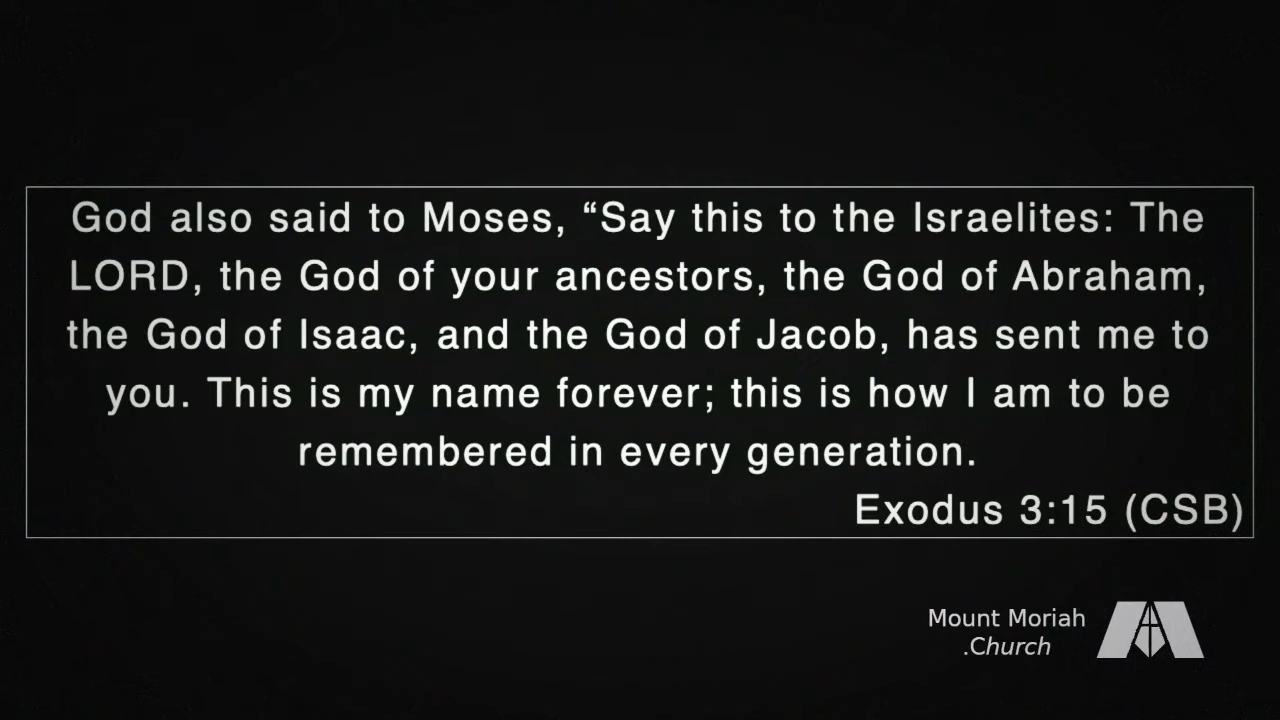 God also said to Moses, “Say this to the Israelites: The
LORD, the God of your ancestors, the God of Abraham,
the God of Isaac, and the God of Jacob, has sent me to
you. This is my name forever; this is how I am to be
remembered in every generation.
Exodus 3:15 (CSB)
Mount Moriah
.Church